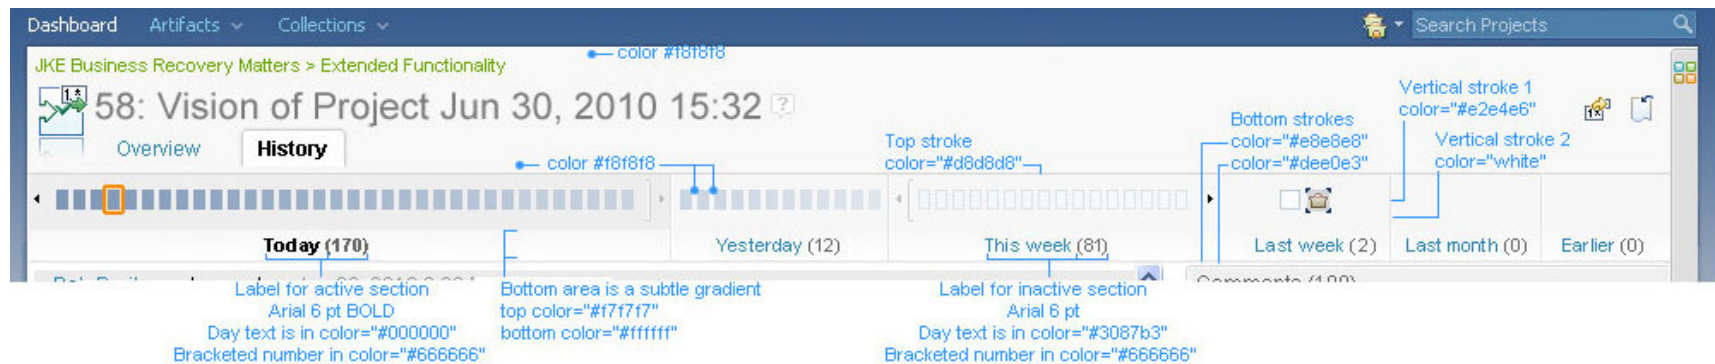 Dashboard Artifacts Collections Search Projects
color #f8f8f8
JKE Business Recovery Matters > Extended Functionality
58: Vision of Project Jun 30, 2010 15:32 ?
Vertical stroke 1
color="#e2e4e6"
Bottom strokes
color="#e8e8e8"
color="#dee0e3"
Vertical stroke 2
color="white"
Overview History
color #f8f8f8
Top stroke
color="#d8d8d8"
Today (170) Yesterday (12) This week (81) Last week (2) Last month (0) Earlier (0)
Comments (100)
Label for active section
Arial 6 pt BOLD
Day text is in color="#000000"
Bracketed number in color="#666666"
Bottom area is a subtle gradient
top color="#f7f7f7"
bottom color="#ffffff"
Label for inactive section
Arial 6 pt
Day text is in color="#3087b3"
Bracketed number in color="#666666"